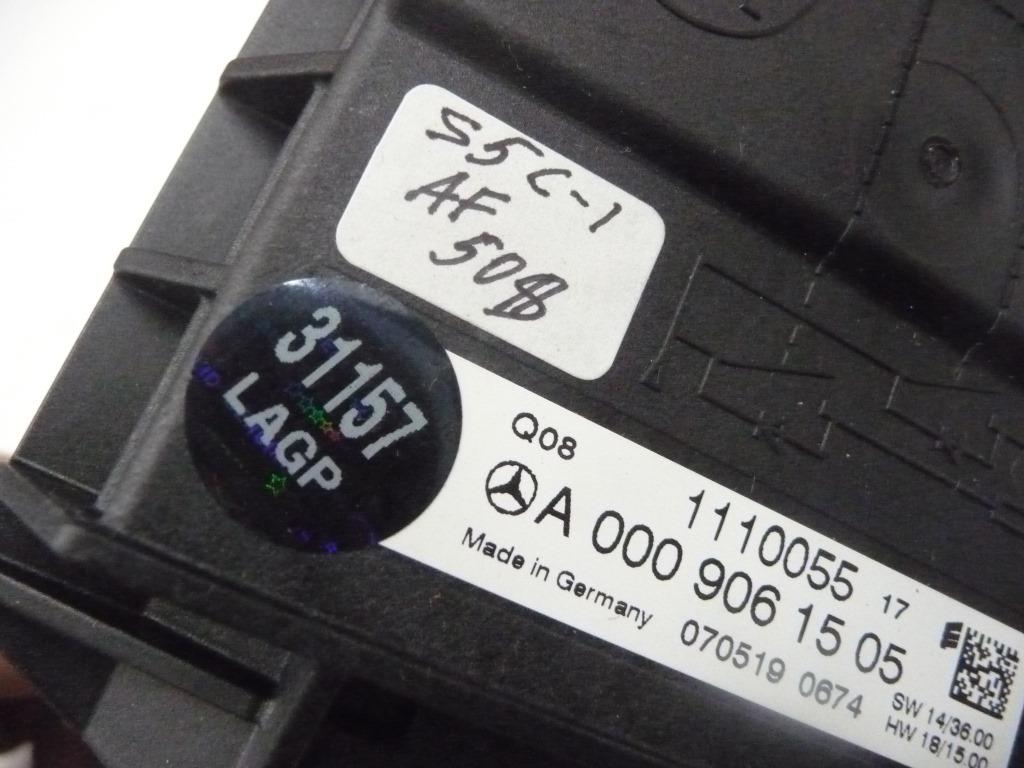 S5C-1
AF
508
31157
LAGP
Q08
1110055 17
A 000 906 15 05
Made in Germany
070519 0674
SW 14/36.00
HW 18/15.00